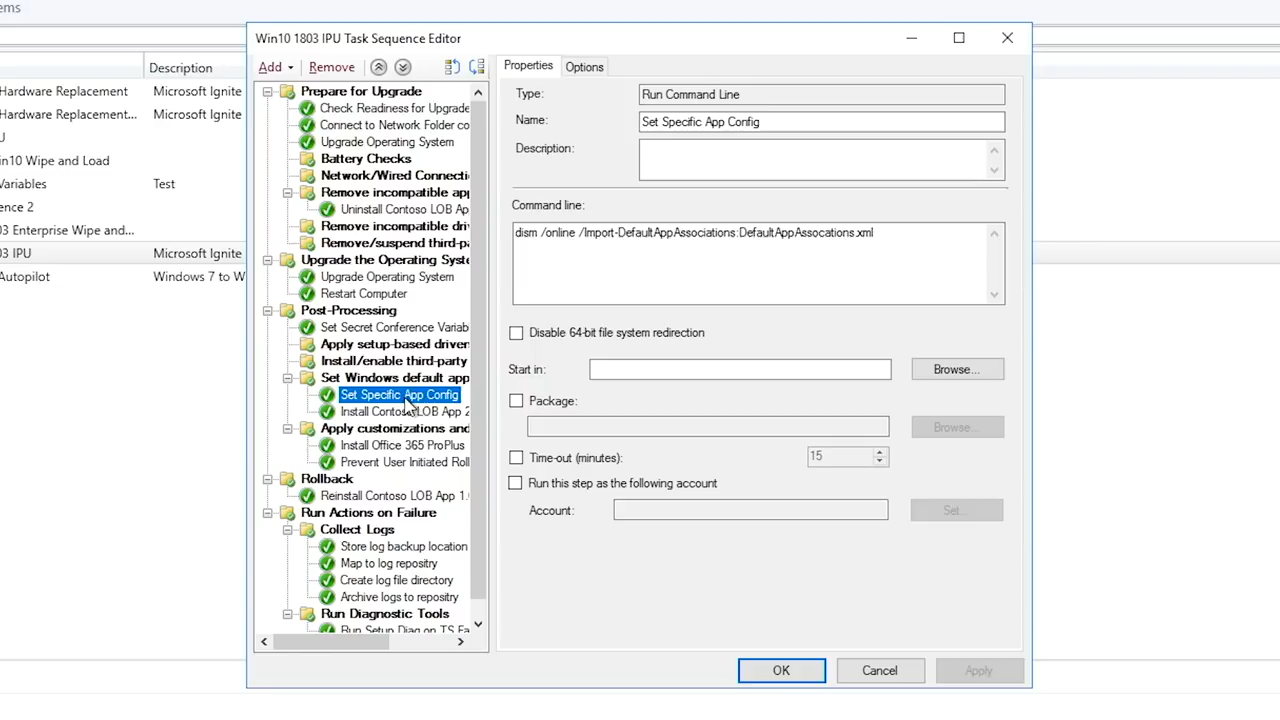 ems
Description
Hardware Replacement
Microsoft Ignite
Hardware Replacement...
Microsoft Ignite
U
in10 Wipe and Load
Variables
Test
ence 2
03 Enterprise Wipe and...
03 IPU
Microsoft Ignite
Autopilot
Windows 7 to W
Win10 1803 IPU Task Sequence Editor
Add
Remove
Prepare for Upgrade
Check Readiness for Upgrade
Connect to Network Folder co
Upgrade Operating System
Battery Checks
Network/Wired Connecti
Remove incompatible app
Uninstall Contoso LOB Ap
Remove incompatible dri
Remove/suspend third-pa
Upgrade the Operating Syste
Upgrade Operating System
Restart Computer
Post-Processing
Set Secret Conference Variab
Apply setup-based driver
Install/enable third-party
Set Windows default app
Set Specific App Config
Install Contoso LOB App 2
Apply customizations and
Install Office 365 ProPlus
Prevent User Initiated Roll
Rollback
Reinstall Contoso LOB App 1.
Run Actions on Failure
Collect Logs
Store log backup location
Map to log repositry
Create log file directory
Archive logs to repositry
Run Diagnostic Tools
Run Setup Diag on TS Fa
Properties
Options
Type:
Run Command Line
Name:
Set Specific App Config
Description:
Command line:
dism /online /Import-DefaultAppAssociations:DefaultAppAssocations.xml
Disable 64-bit file system redirection
Start in:
Browse...
Package:
Browse...
Time-out (minutes):
15
Run this step as the following account
Account:
Set...
OK
Cancel
Apply